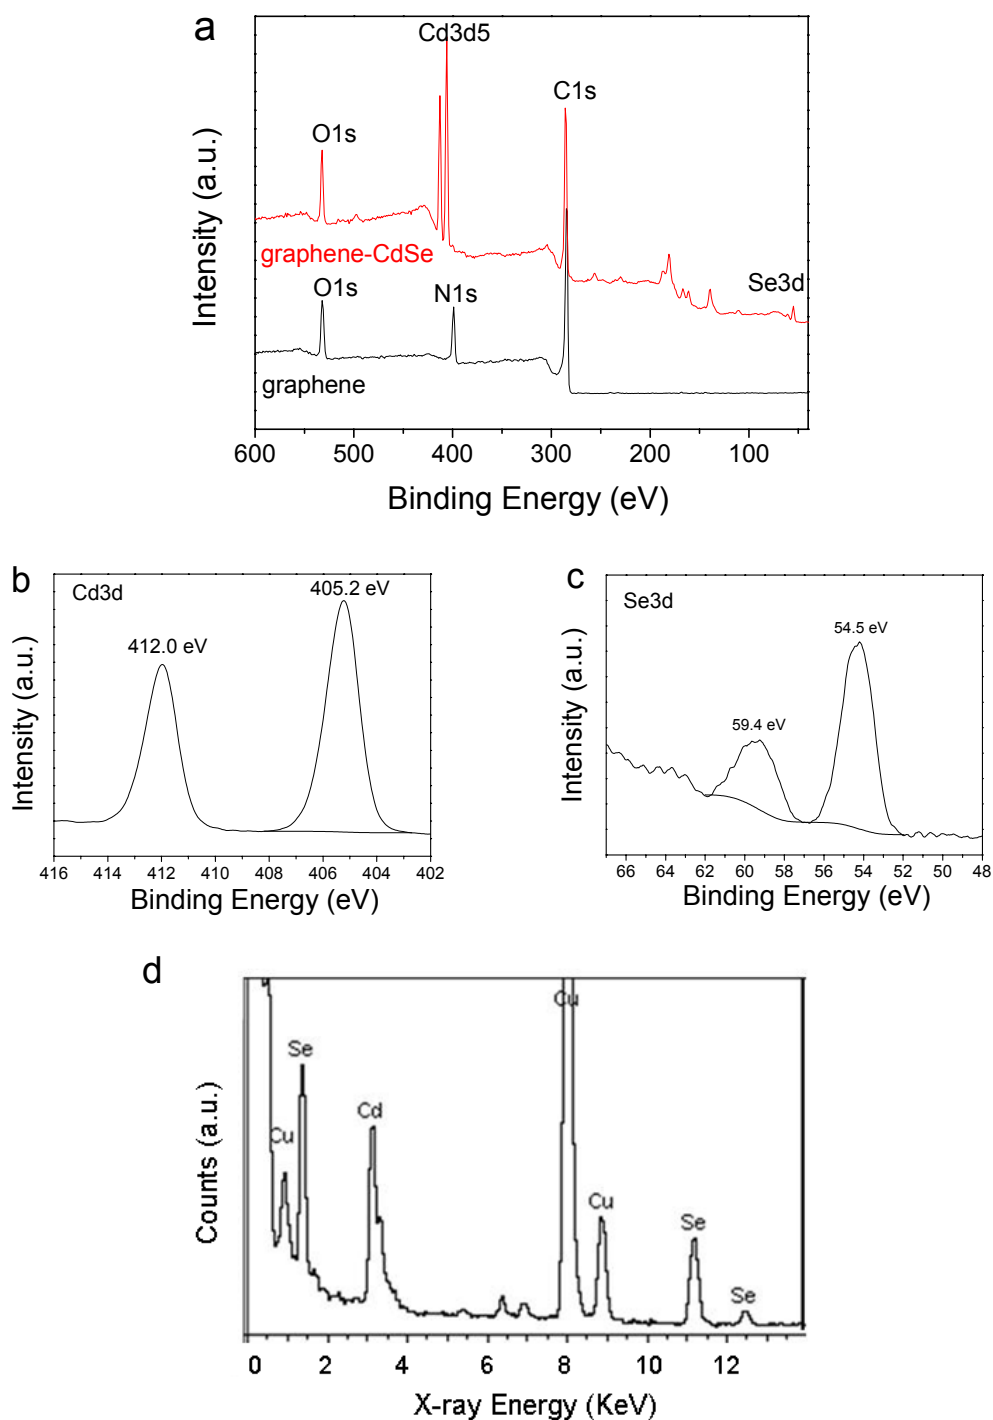 a
Cd3d5
C1s
O1s
graphene-CdSe
Se3d
O1s
N1s
graphene
Intensity (a.u.)
600 500 400 300 200 100
Binding Energy (eV)
b
Cd3d
405.2 eV
412.0 eV
Intensity (a.u.)
416 414 412 410 408 406 404 402
Binding Energy (eV)
c
Se3d
54.5 eV
59.4 eV
Intensity (a.u.)
66 64 62 60 58 56 54 52 50 48
Binding Energy (eV)
d
Cu
Se
Cd
Cu
Cu
Se
Se
Counts (a.u.)
0 2 4 6 8 10 12
X-ray Energy (KeV)